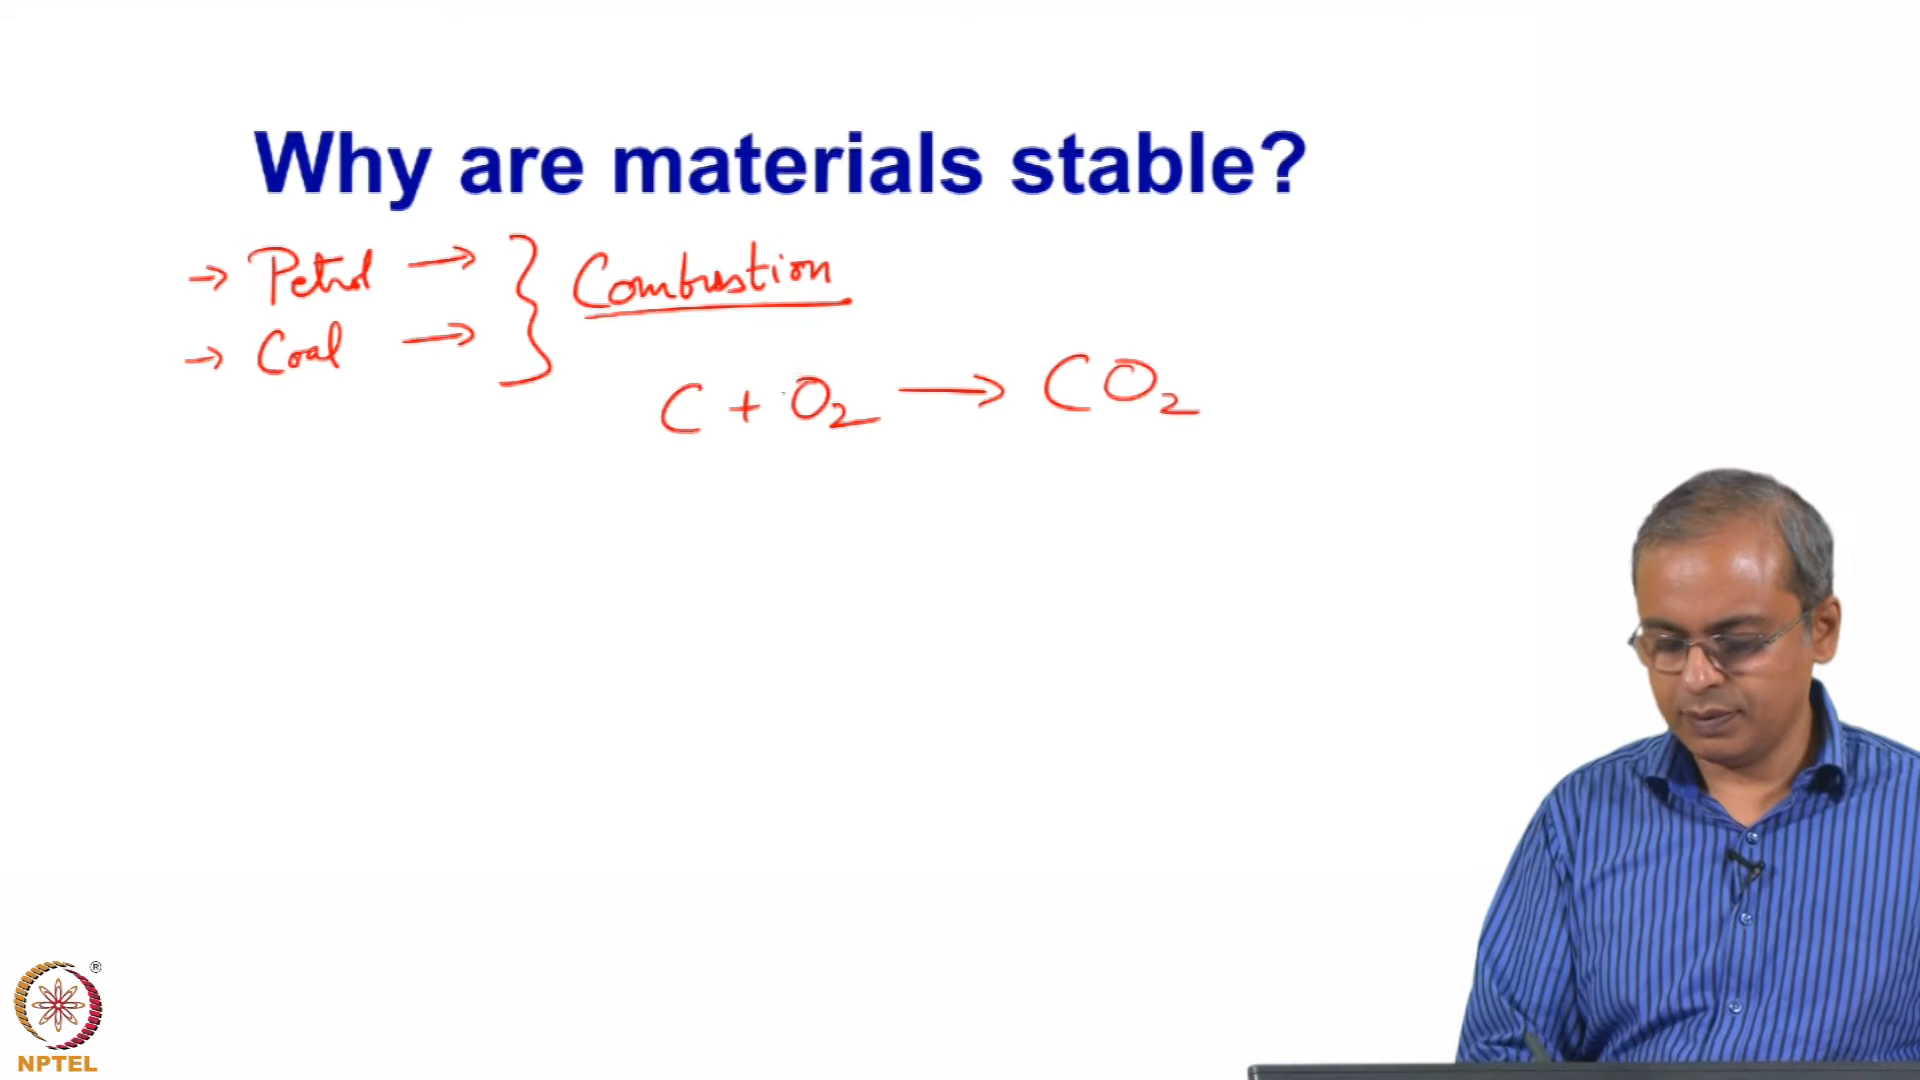 Why are materials stable?
→ Petrol → } Combustion
→ Coal →
C + O₂ → CO₂
®
NPTEL